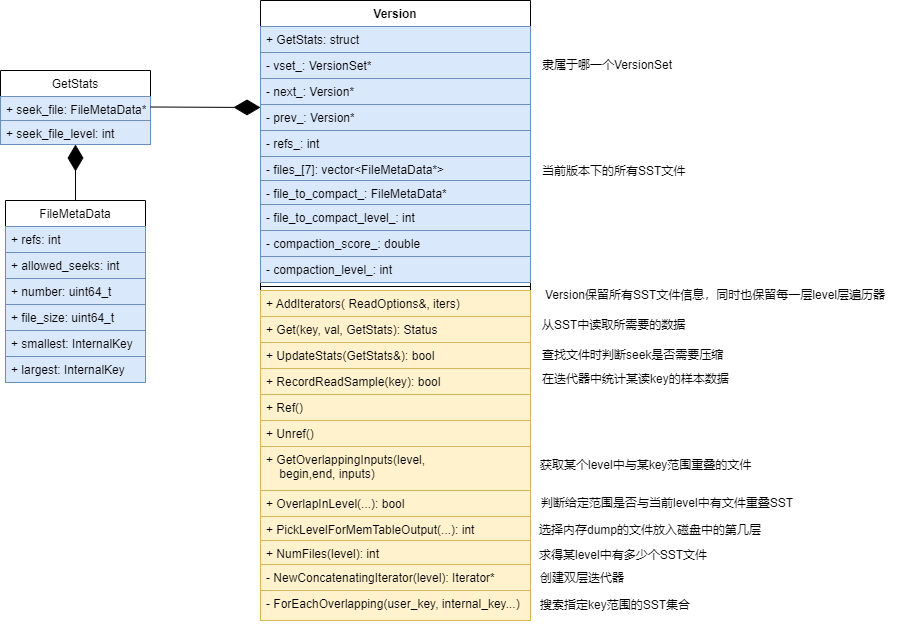 Version
+ GetStats: struct
- vset_: VersionSet*
隶属于哪一个VersionSet
- next_: Version*
- prev_: Version*
- refs_: int
- files_[7]: vector<FileMetaData*>
当前版本下的所有SST文件
- file_to_compact_: FileMetaData*
- file_to_compact_level_: int
- compaction_score_: double
- compaction_level_: int
GetStats
+ seek_file: FileMetaData*
+ seek_file_level: int
FileMetaData
+ refs: int
+ allowed_seeks: int
+ number: uint64_t
+ file_size: uint64_t
+ smallest: InternalKey
+ largest: InternalKey
+ AddIterators( ReadOptions&, iters)
Version保留所有SST文件信息，同时也保留每一层level层遍历器
+ Get(key, val, GetStats): Status
从SST中读取所需要的数据
+ UpdateStats(GetStats&): bool
查找文件时判断seek是否需要压缩
+ RecordReadSample(key): bool
在迭代器中统计某读key的样本数据
+ Ref()
+ Unref()
+ GetOverlappingInputs(level,
begin,end, inputs)
获取某个level中与某key范围重叠的文件
+ OverlapInLevel(...): bool
判断给定范围是否与当前level中有文件重叠SST
+ PickLevelForMemTableOutput(...): int
选择内存dump的文件放入磁盘中的第几层
+ NumFiles(level): int
求得某level中有多少个SST文件
- NewConcatenatingIterator(level): Iterator*
创建双层迭代器
- ForEachOverlapping(user_key, internal_key...)
搜索指定key范围的SST集合